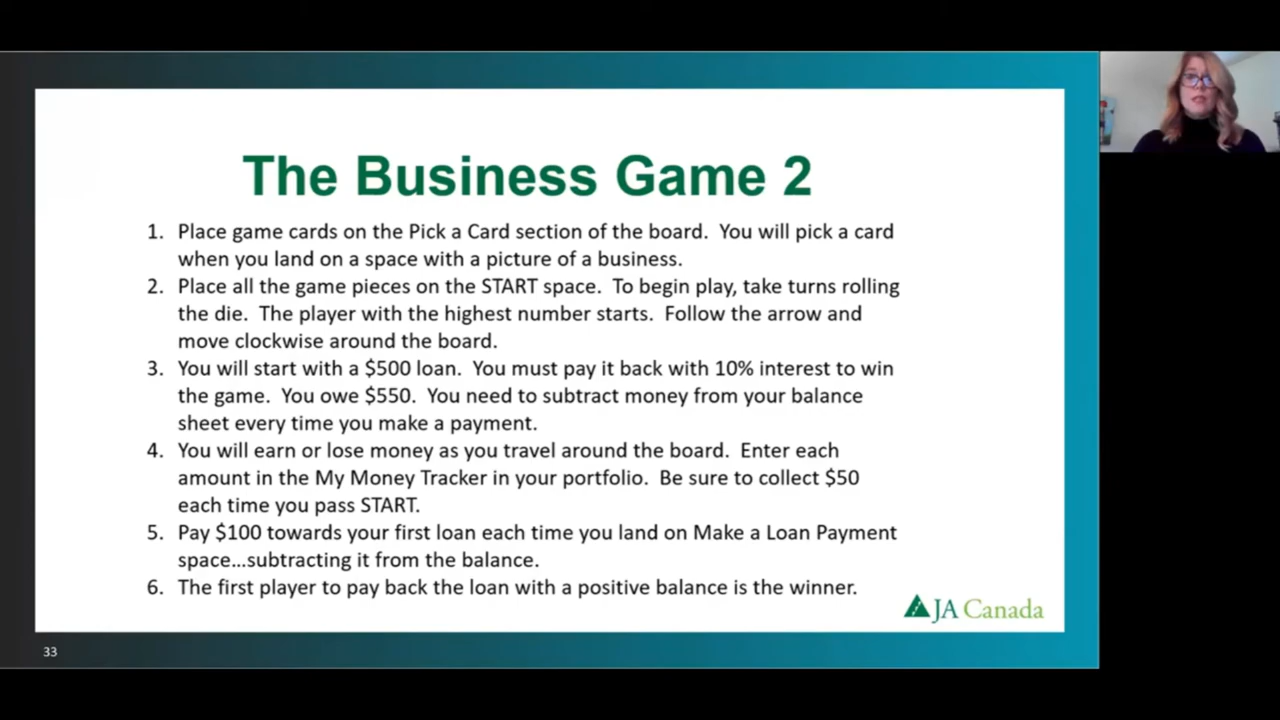 The Business Game 2
1. Place game cards on the Pick a Card section of the board. You will pick a card
when you land on a space with a picture of a business.
2. Place all the game pieces on the START space. To begin play, take turns rolling
the die. The player with the highest number starts. Follow the arrow and
move clockwise around the board.
3. You will start with a $500 loan. You must pay it back with 10% interest to win
the game. You owe $550. You need to subtract money from your balance
sheet every time you make a payment.
4. You will earn or lose money as you travel around the board. Enter each
amount in the My Money Tracker in your portfolio. Be sure to collect $50
each time you pass START.
5. Pay $100 towards your first loan each time you land on Make a Loan Payment
space...subtracting it from the balance.
6. The first player to pay back the loan with a positive balance is the winner.
JA Canada
33